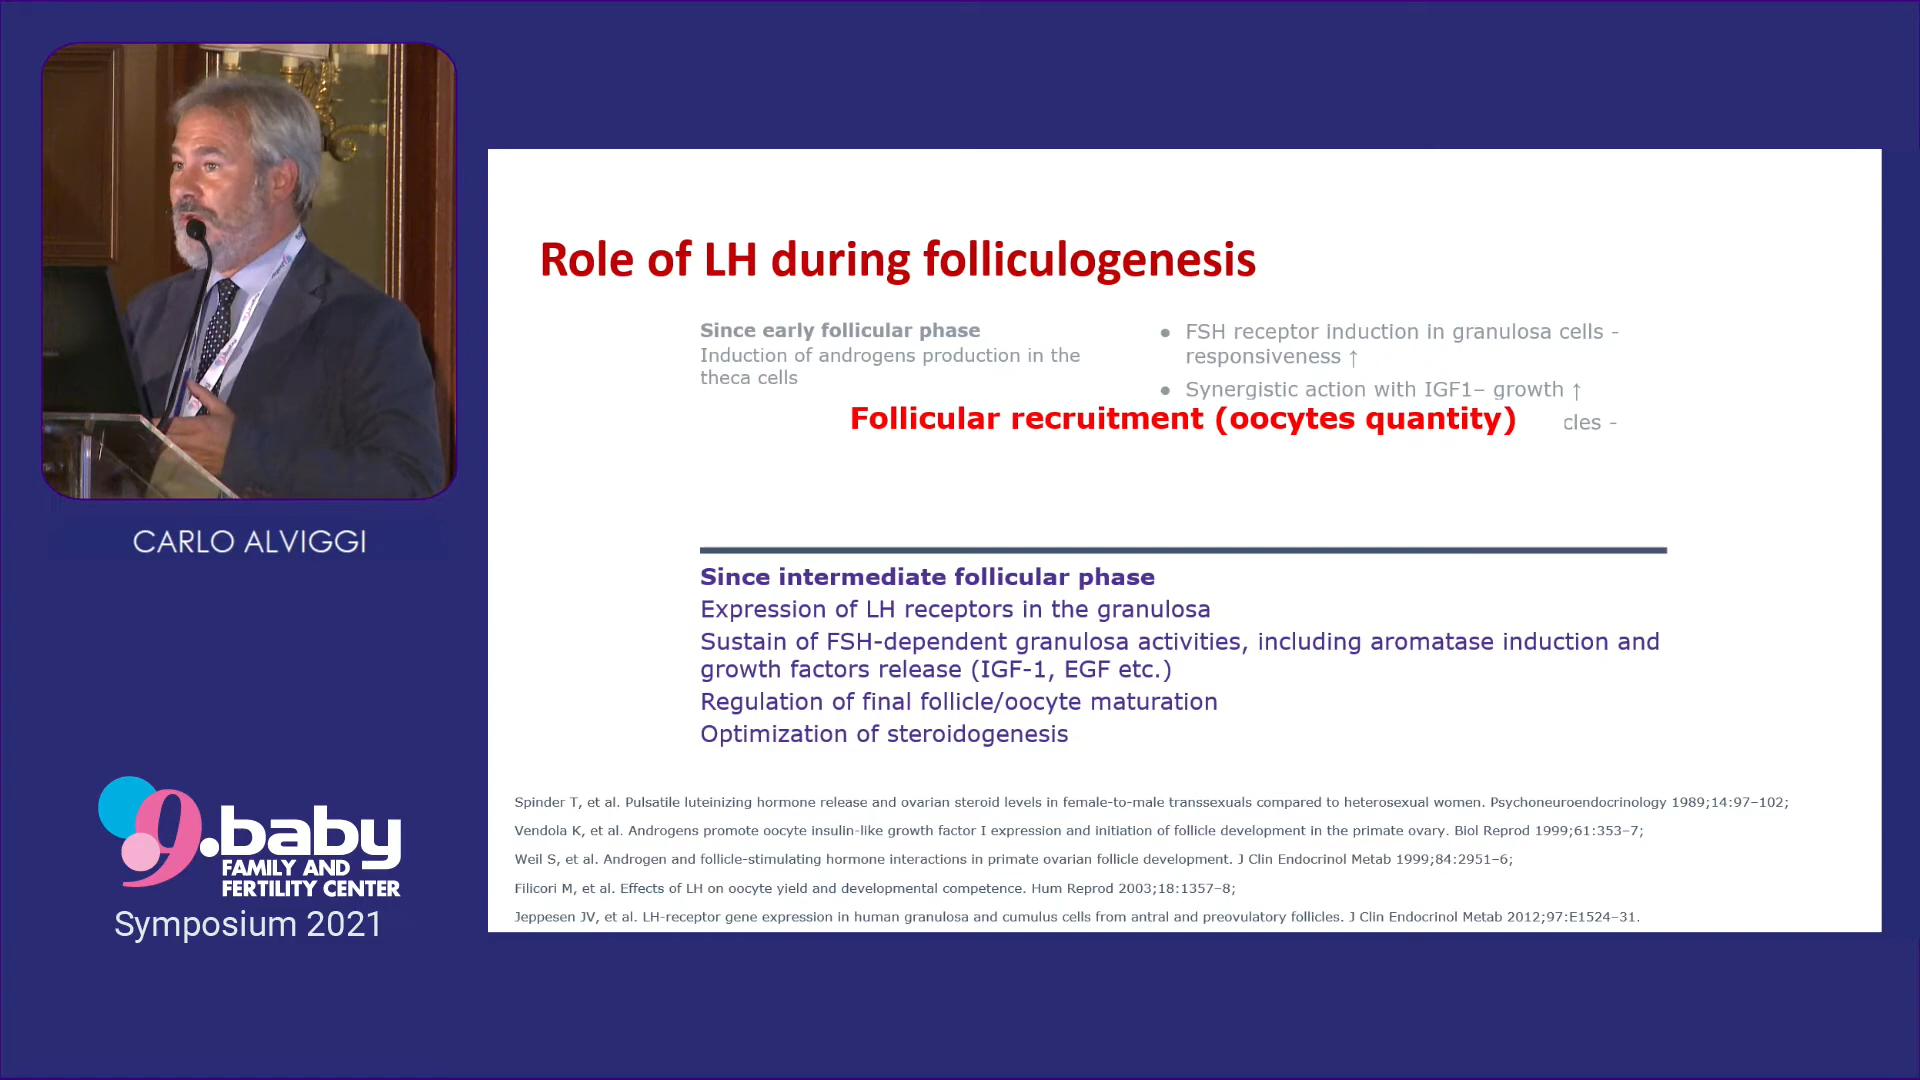 Role of LH during folliculogenesis
Since early follicular phase
Induction of androgens production in the
theca cells
● FSH receptor induction in granulosa cells -
responsiveness ↑
● Synergistic action with IGF1– growth ↑
Follicular recruitment (oocytes quantity)
cles -
Since intermediate follicular phase
Expression of LH receptors in the granulosa
Sustain of FSH-dependent granulosa activities, including aromatase induction and
growth factors release (IGF-1, EGF etc.)
Regulation of final follicle/oocyte maturation
Optimization of steroidogenesis
Spinder T, et al. Pulsatile luteinizing hormone release and ovarian steroid levels in female-to-male transsexuals compared to heterosexual women. Psychoneuroendocrinology 1989;14:97–102;
Vendola K, et al. Androgens promote oocyte insulin-like growth factor I expression and initiation of follicle development in the primate ovary. Biol Reprod 1999;61:353–7;
Weil S, et al. Androgen and follicle-stimulating hormone interactions in primate ovarian follicle development. J Clin Endocrinol Metab 1999;84:2951–6;
Filicori M, et al. Effects of LH on oocyte yield and developmental competence. Hum Reprod 2003;18:1357–8;
Jeppesen JV, et al. LH-receptor gene expression in human granulosa and cumulus cells from antral and preovulatory follicles. J Clin Endocrinol Metab 2012;97:E1524–31.
CARLO ALVIGGI
9.baby
FAMILY AND
FERTILITY CENTER
Symposium 2021